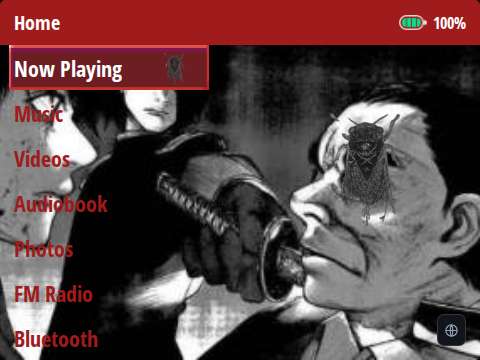 Home
100%
Now Playing
Music
Videos
Audiobook
Photos
FM Radio
Bluetooth